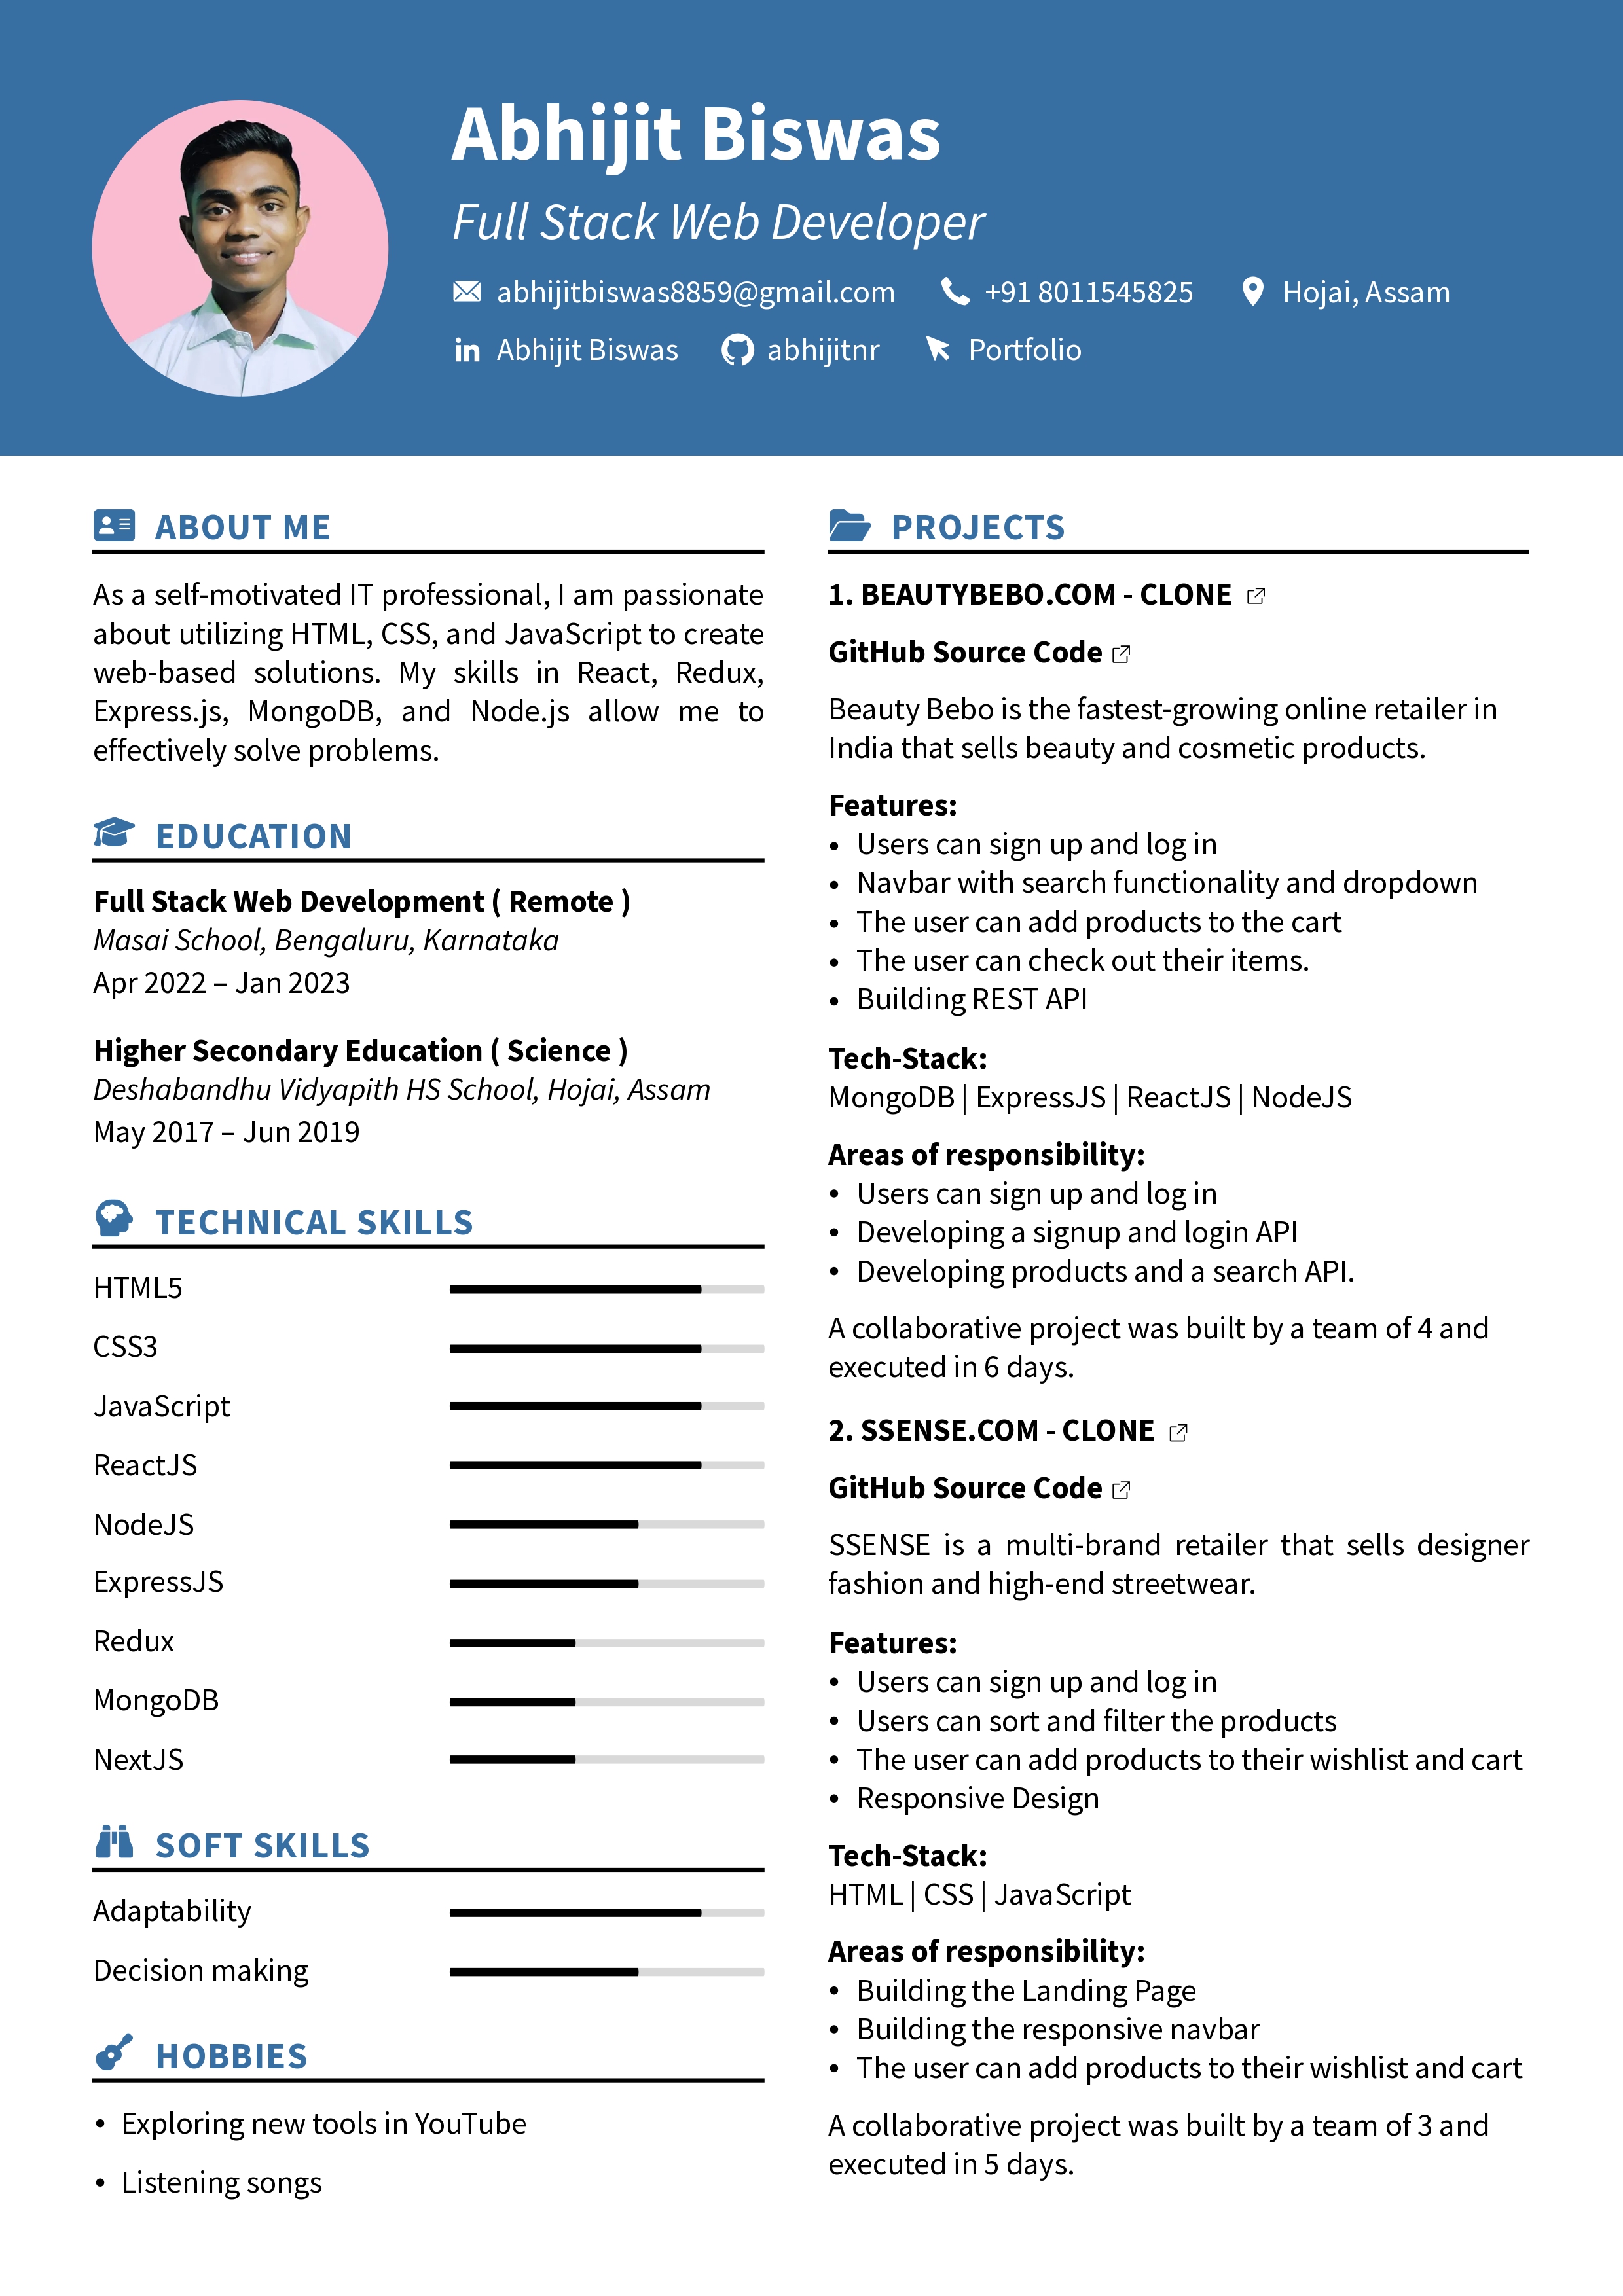 Abhijit Biswas
Full Stack Web Developer
abhijitbiswas8859@gmail.com +91 8011545825 Hojai, Assam
Abhijit Biswas abhijitnr Portfolio
ABOUT ME
As a self-motivated IT professional, I am passionate
about utilizing HTML, CSS, and JavaScript to create
web-based solutions. My skills in React, Redux,
Express.js, MongoDB, and Node.js allow me to
effectively solve problems.
EDUCATION
Full Stack Web Development ( Remote )
Masai School, Bengaluru, Karnataka
Apr 2022 – Jan 2023
Higher Secondary Education ( Science )
Deshabandhu Vidyapith HS School, Hojai, Assam
May 2017 – Jun 2019
TECHNICAL SKILLS
HTML5
CSS3
JavaScript
ReactJS
NodeJS
ExpressJS
Redux
MongoDB
NextJS
SOFT SKILLS
Adaptability
Decision making
HOBBIES
• Exploring new tools in YouTube
• Listening songs
PROJECTS
1. BEAUTYBEBO.COM - CLONE
GitHub Source Code
Beauty Bebo is the fastest-growing online retailer in
India that sells beauty and cosmetic products.
Features:
• Users can sign up and log in
• Navbar with search functionality and dropdown
• The user can add products to the cart
• The user can check out their items.
• Building REST API
Tech-Stack:
MongoDB | ExpressJS | ReactJS | NodeJS
Areas of responsibility:
• Users can sign up and log in
• Developing a signup and login API
• Developing products and a search API.
A collaborative project was built by a team of 4 and
executed in 6 days.
2. SSENSE.COM - CLONE
GitHub Source Code
SSENSE is a multi-brand retailer that sells designer
fashion and high-end streetwear.
Features:
• Users can sign up and log in
• Users can sort and filter the products
• The user can add products to their wishlist and cart
• Responsive Design
Tech-Stack:
HTML | CSS | JavaScript
Areas of responsibility:
• Building the Landing Page
• Building the responsive navbar
• The user can add products to their wishlist and cart
A collaborative project was built by a team of 3 and
executed in 5 days.